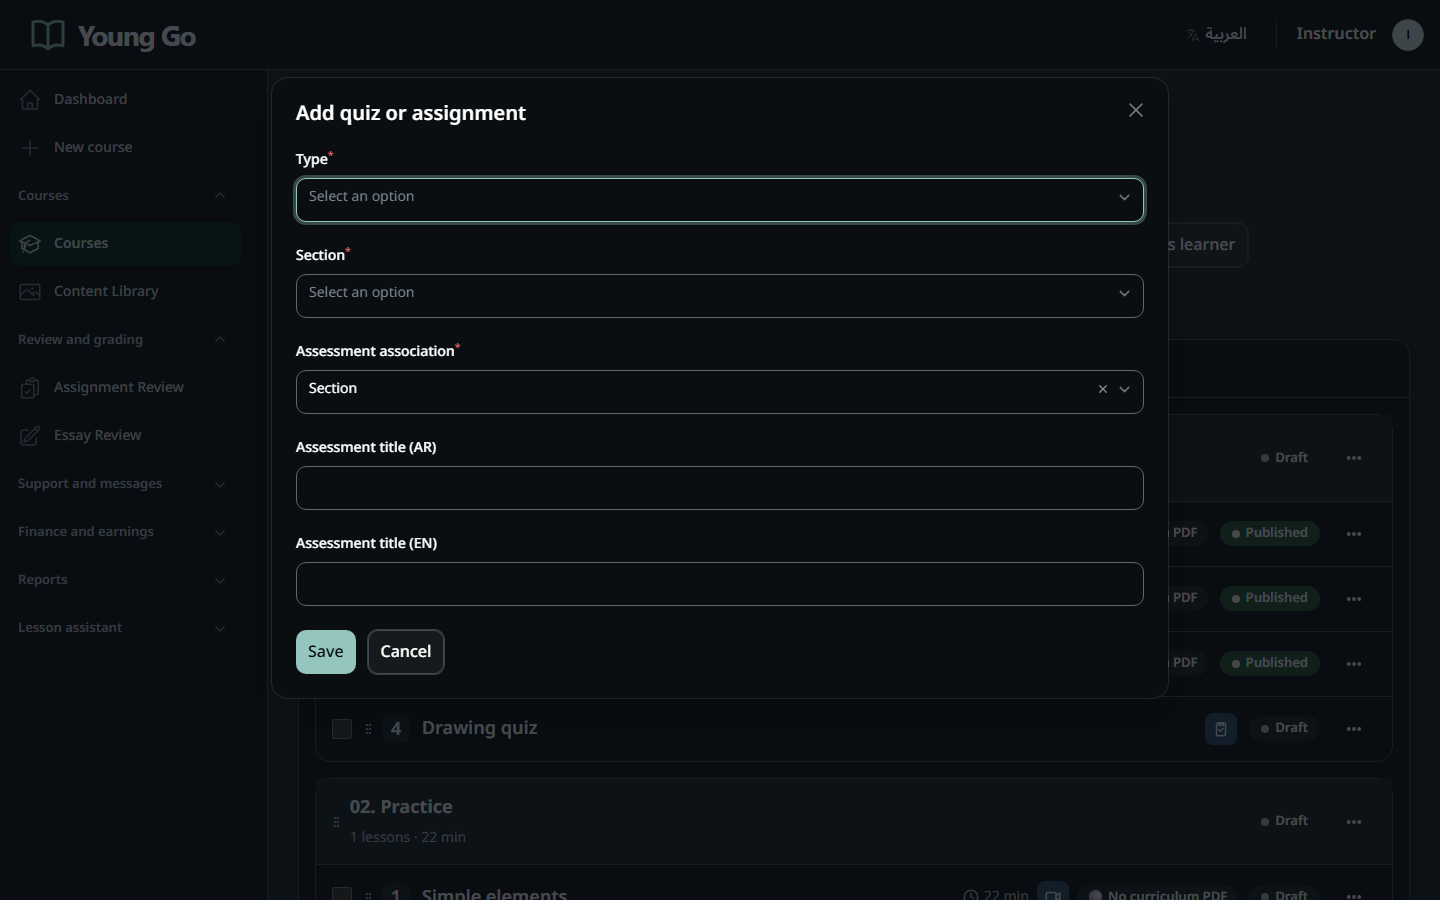 Young Go
العربية
Instructor
I
Dashboard
New course
Courses
Courses
Content Library
Review and grading
Assignment Review
Essay Review
Support and messages
Finance and earnings
Reports
Lesson assistant
Add quiz or assignment
Type*
Select an option
Section*
Select an option
Assessment association*
Section
Assessment title (AR)
Assessment title (EN)
Save
Cancel
s learner
Draft
PDF
Published
PDF
Published
PDF
Published
4
Drawing quiz
Draft
02. Practice
1 lessons · 22 min
Draft
1
Simple elements
22 min
No curriculum PDF
Draft